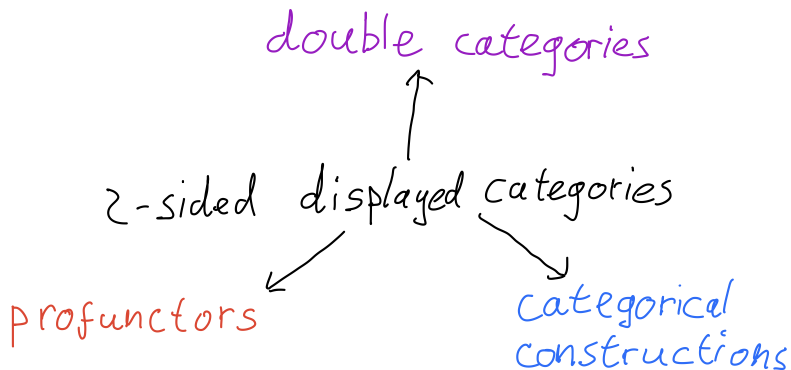 double categories
2-sided displayed categories
profunctors
categorical
constructions